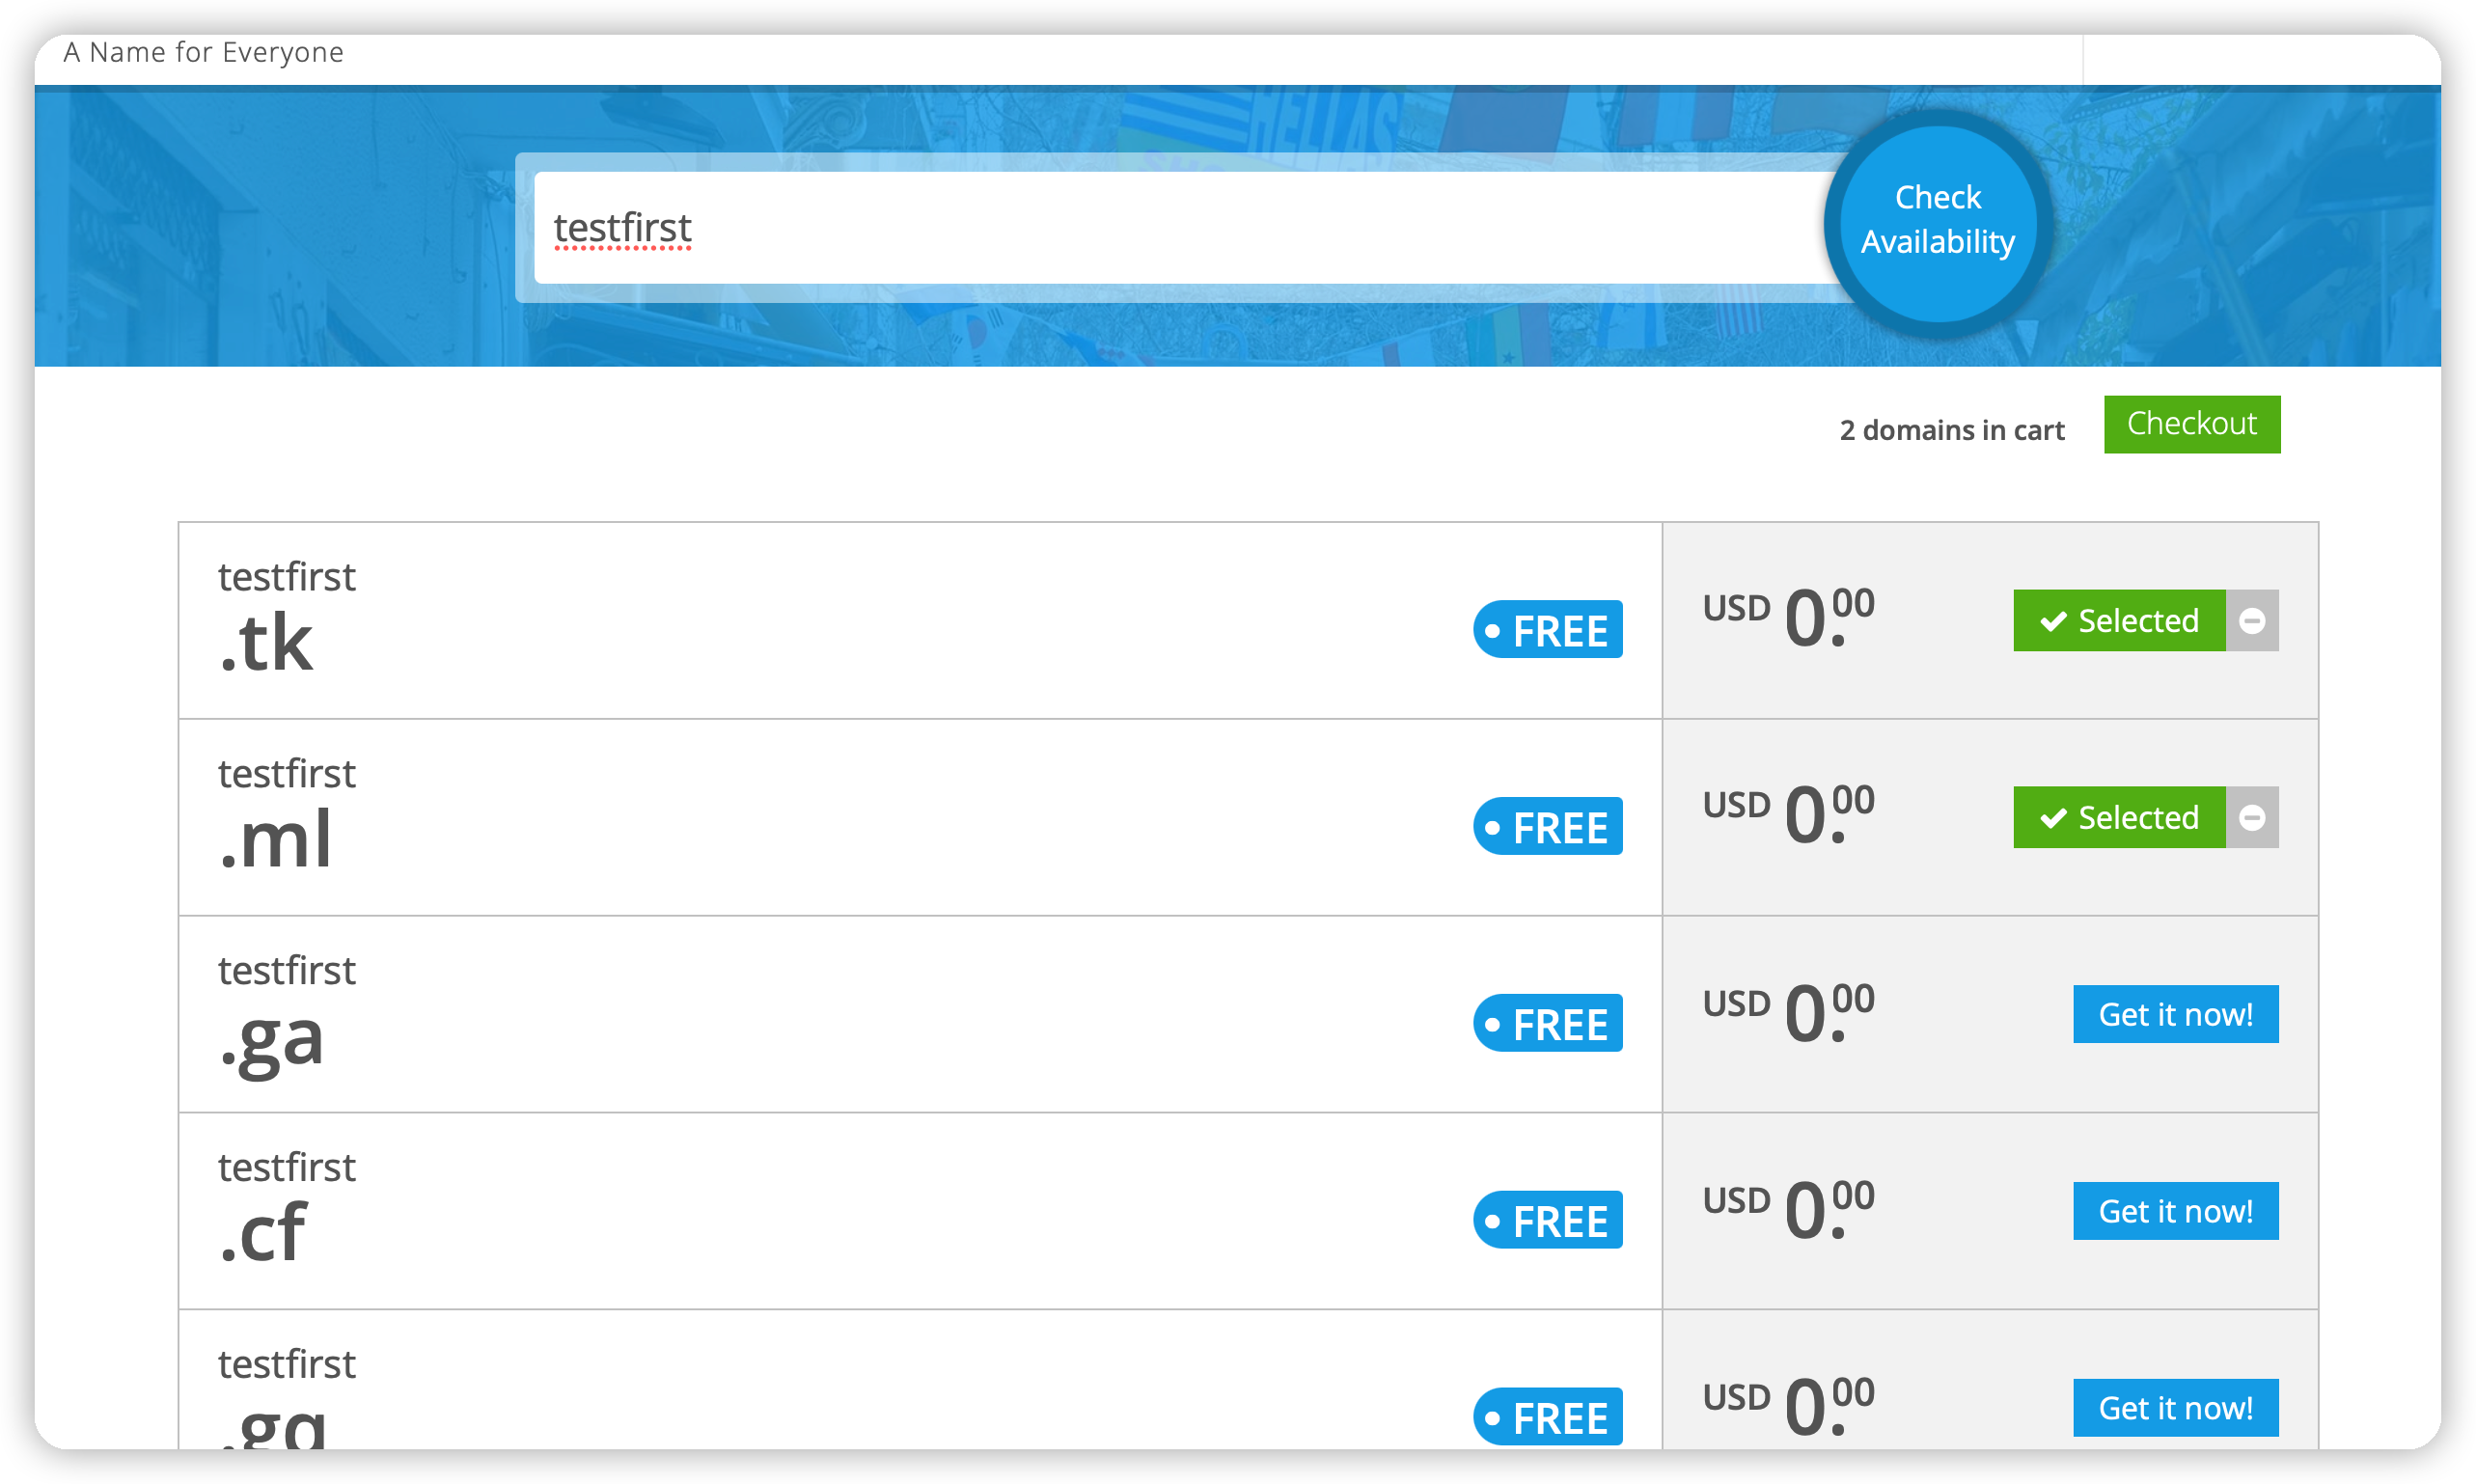 A Name for Everyone
HELLAS
testfirst
Check
Availability
2 domains in cart
Checkout
testfirst
.tk
FREE
USD 0.00
Selected
testfirst
.ml
FREE
USD 0.00
Selected
testfirst
.ga
FREE
USD 0.00
Get it now!
testfirst
.cf
FREE
USD 0.00
Get it now!
testfirst
.gq
FREE
USD 0.00
Get it now!